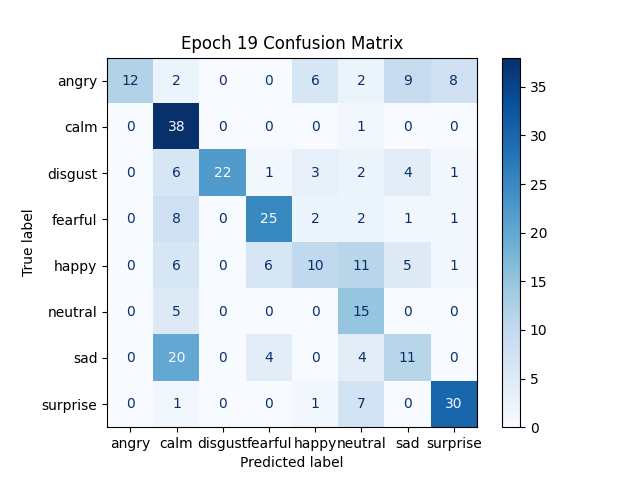 Epoch 19 Confusion Matrix
angry 12 2 0 0 6 2 9 8
calm 0 38 0 0 0 1 0 0
disgust 0 6 22 1 3 2 4 1
fearful 0 8 0 25 2 2 1 1
happy 0 6 0 6 10 11 5 1
neutral 0 5 0 0 0 15 0 0
sad 0 20 0 4 0 4 11 0
surprise 0 1 0 0 1 7 0 30
angry calm disgust fearful happy neutral sad surprise
Predicted label
True label
35
30
25
20
15
10
5
0